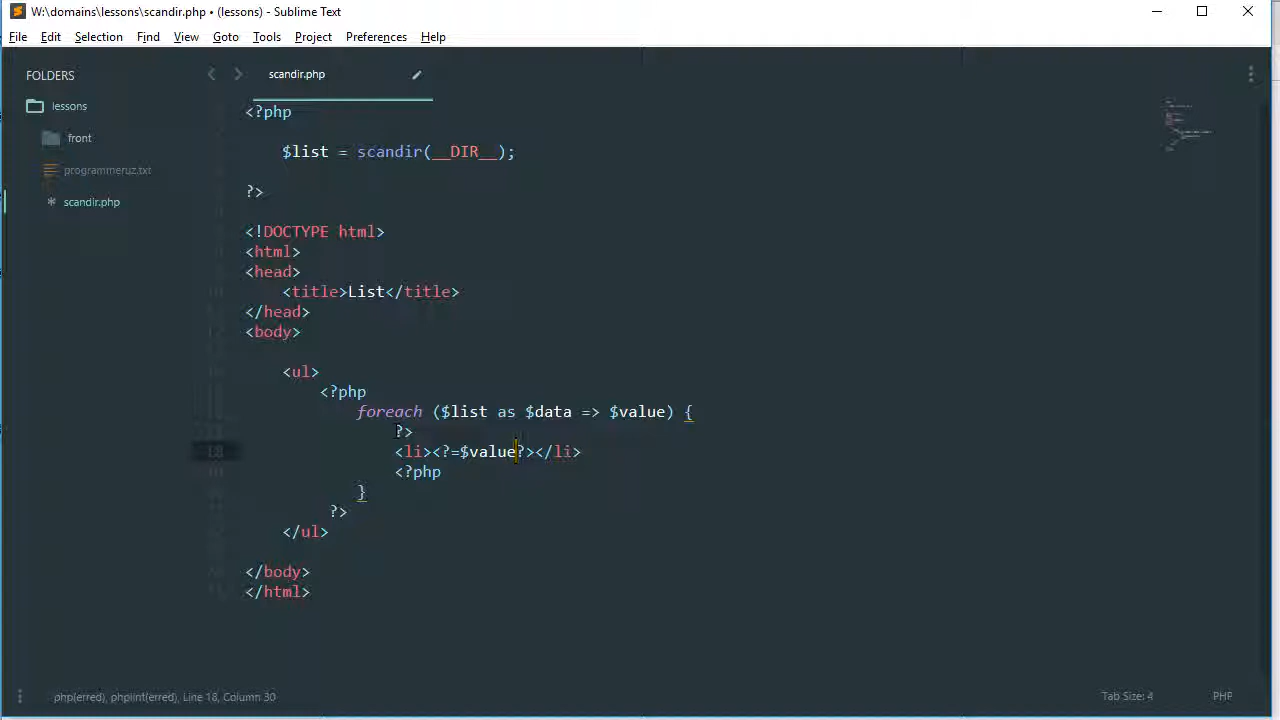 W:\domains\lessons\scandir.php • (lessons) - Sublime Text
File Edit Selection Find View Goto Tools Project Preferences Help
FOLDERS
lessons
front
programmeruz.txt
scandir.php
scandir.php
<?php
$list = scandir(__DIR__);
?>
<!DOCTYPE html>
<html>
<head>
<title>List</title>
</head>
<body>
<ul>
<?php
foreach ($list as $data => $value) {
?>
18 <li><?=$value?></li>
<?php
}
?>
</ul>
</body>
</html>
php(erred), phplint(erred), Line 18, Column 30
Tab Size: 4 PHP